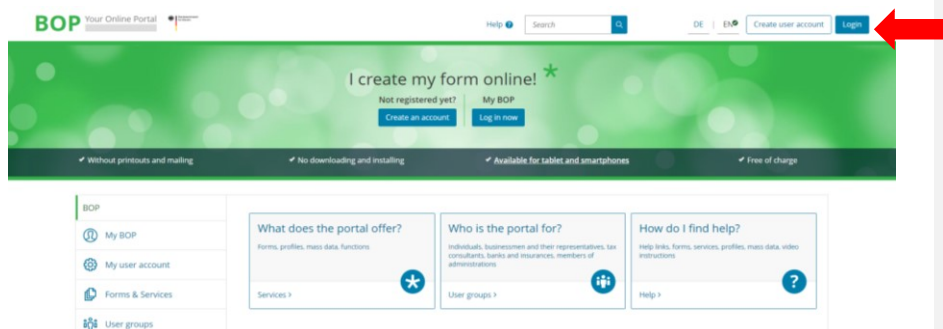 BOP Your Online Portal
Help ? Search DE | EN Create user account Login
I create my form online! *
Not registered yet? My BOP
Create an account Log in now
✔ Without printouts and mailing ✔ No downloading and installing ✔ Available for tablet and smartphones ✔ Free of charge
BOP
My BOP
My user account
Forms & Services
User groups
What does the portal offer?
Forms, profiles, mass data, functions
Services >
Who is the portal for?
Individuals, businessmen and their representatives, tax
consultants, banks and insurances, members of
administrations
User groups >
How do I find help?
Help links, forms, services, profiles, mass data, video
instructions
?
Help >